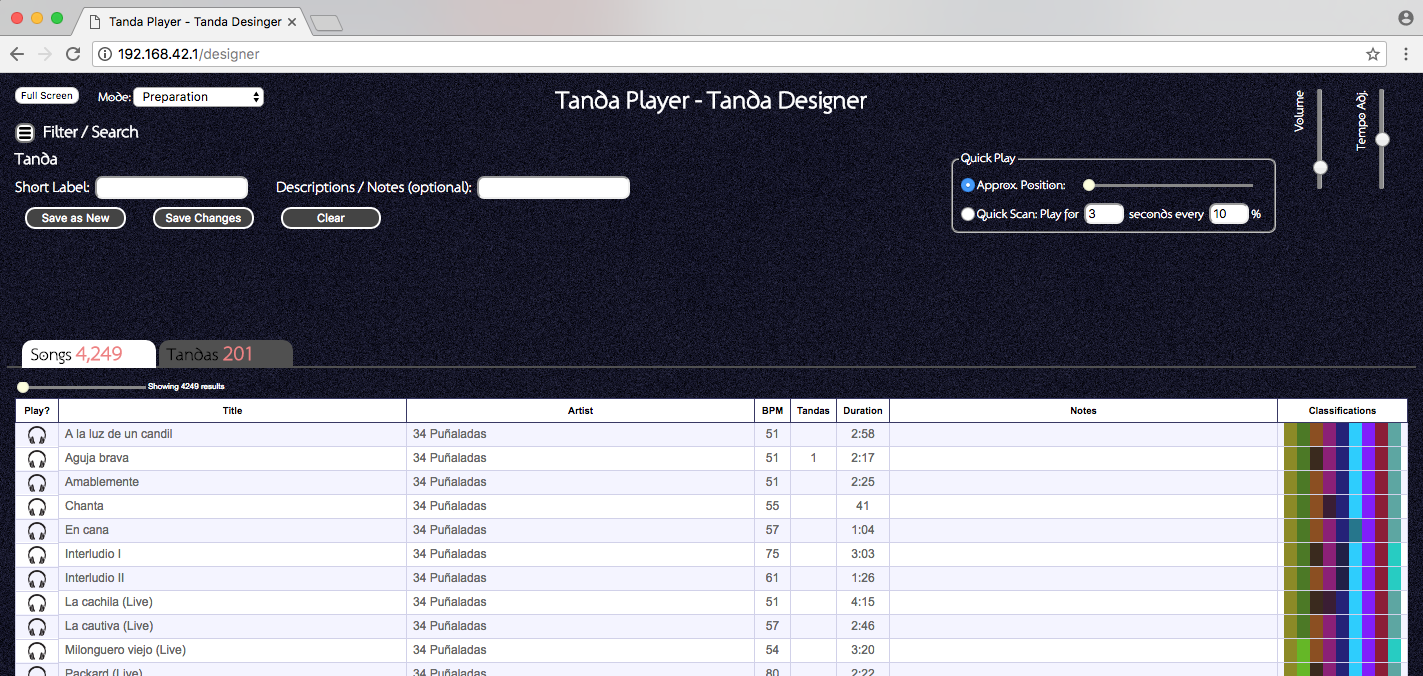 Tanda Player - Tanda Desinger
192.168.42.1/designer
Full Screen
Mode: Preparation
Tanda Player - Tanda Designer
Volume
Tempo Adj.
Filter / Search
Tanda
Short Label:
Descriptions / Notes (optional):
Save as New
Save Changes
Clear
Quick Play
Approx. Position:
Quick Scan: Play for 3 seconds every 10 %
Songs 4,249
Tandas 201
Showing 4249 results
Play? Title Artist BPM Tandas Duration Notes Classifications
A la luz de un candil 34 Puñaladas 51 2:58
Aguja brava 34 Puñaladas 51 1 2:17
Amablemente 34 Puñaladas 51 2:25
Chanta 34 Puñaladas 55 41
En cana 34 Puñaladas 57 1:04
Interludio I 34 Puñaladas 75 3:03
Interludio II 34 Puñaladas 61 1:26
La cachila (Live) 34 Puñaladas 51 4:15
La cautiva (Live) 34 Puñaladas 57 2:46
Milonguero viejo (Live) 34 Puñaladas 54 3:20
Packard (Live) 34 Puñaladas 80 2:22